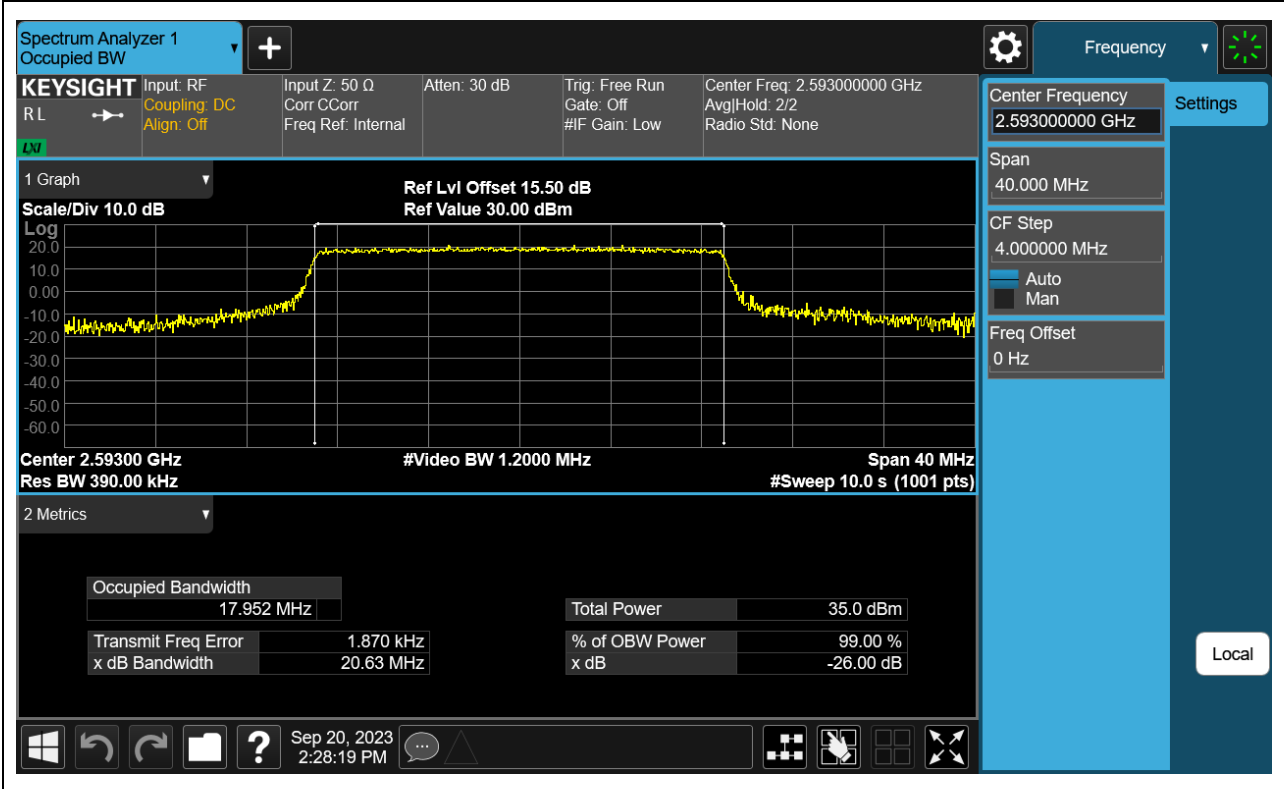 Spectrum Analyzer 1
Occupied BW
+
Frequency
KEYSIGHT
R L
LXI
Input: RF
Coupling: DC
Align: Off
Input Z: 50 Ω
Corr CCorr
Freq Ref: Internal
Atten: 30 dB
Trig: Free Run
Gate: Off
#IF Gain: Low
Center Freq: 2.593000000 GHz
Avg|Hold: 2/2
Radio Std: None
Center Frequency
2.593000000 GHz
Settings
Span
40.000 MHz
CF Step
4.000000 MHz
Auto
Man
Freq Offset
0 Hz
Local
1 Graph
Scale/Div 10.0 dB
Ref Lvl Offset 15.50 dB
Ref Value 30.00 dBm
Log
20.0
10.0
0.00
-10.0
-20.0
-30.0
-40.0
-50.0
-60.0
Center 2.59300 GHz
#Video BW 1.2000 MHz
Span 40 MHz
Res BW 390.00 kHz
#Sweep 10.0 s (1001 pts)
2 Metrics
Occupied Bandwidth
17.952 MHz
Total Power 35.0 dBm
Transmit Freq Error 1.870 kHz
% of OBW Power 99.00 %
x dB Bandwidth 20.63 MHz
x dB -26.00 dB
?
Sep 20, 2023
2:28:19 PM